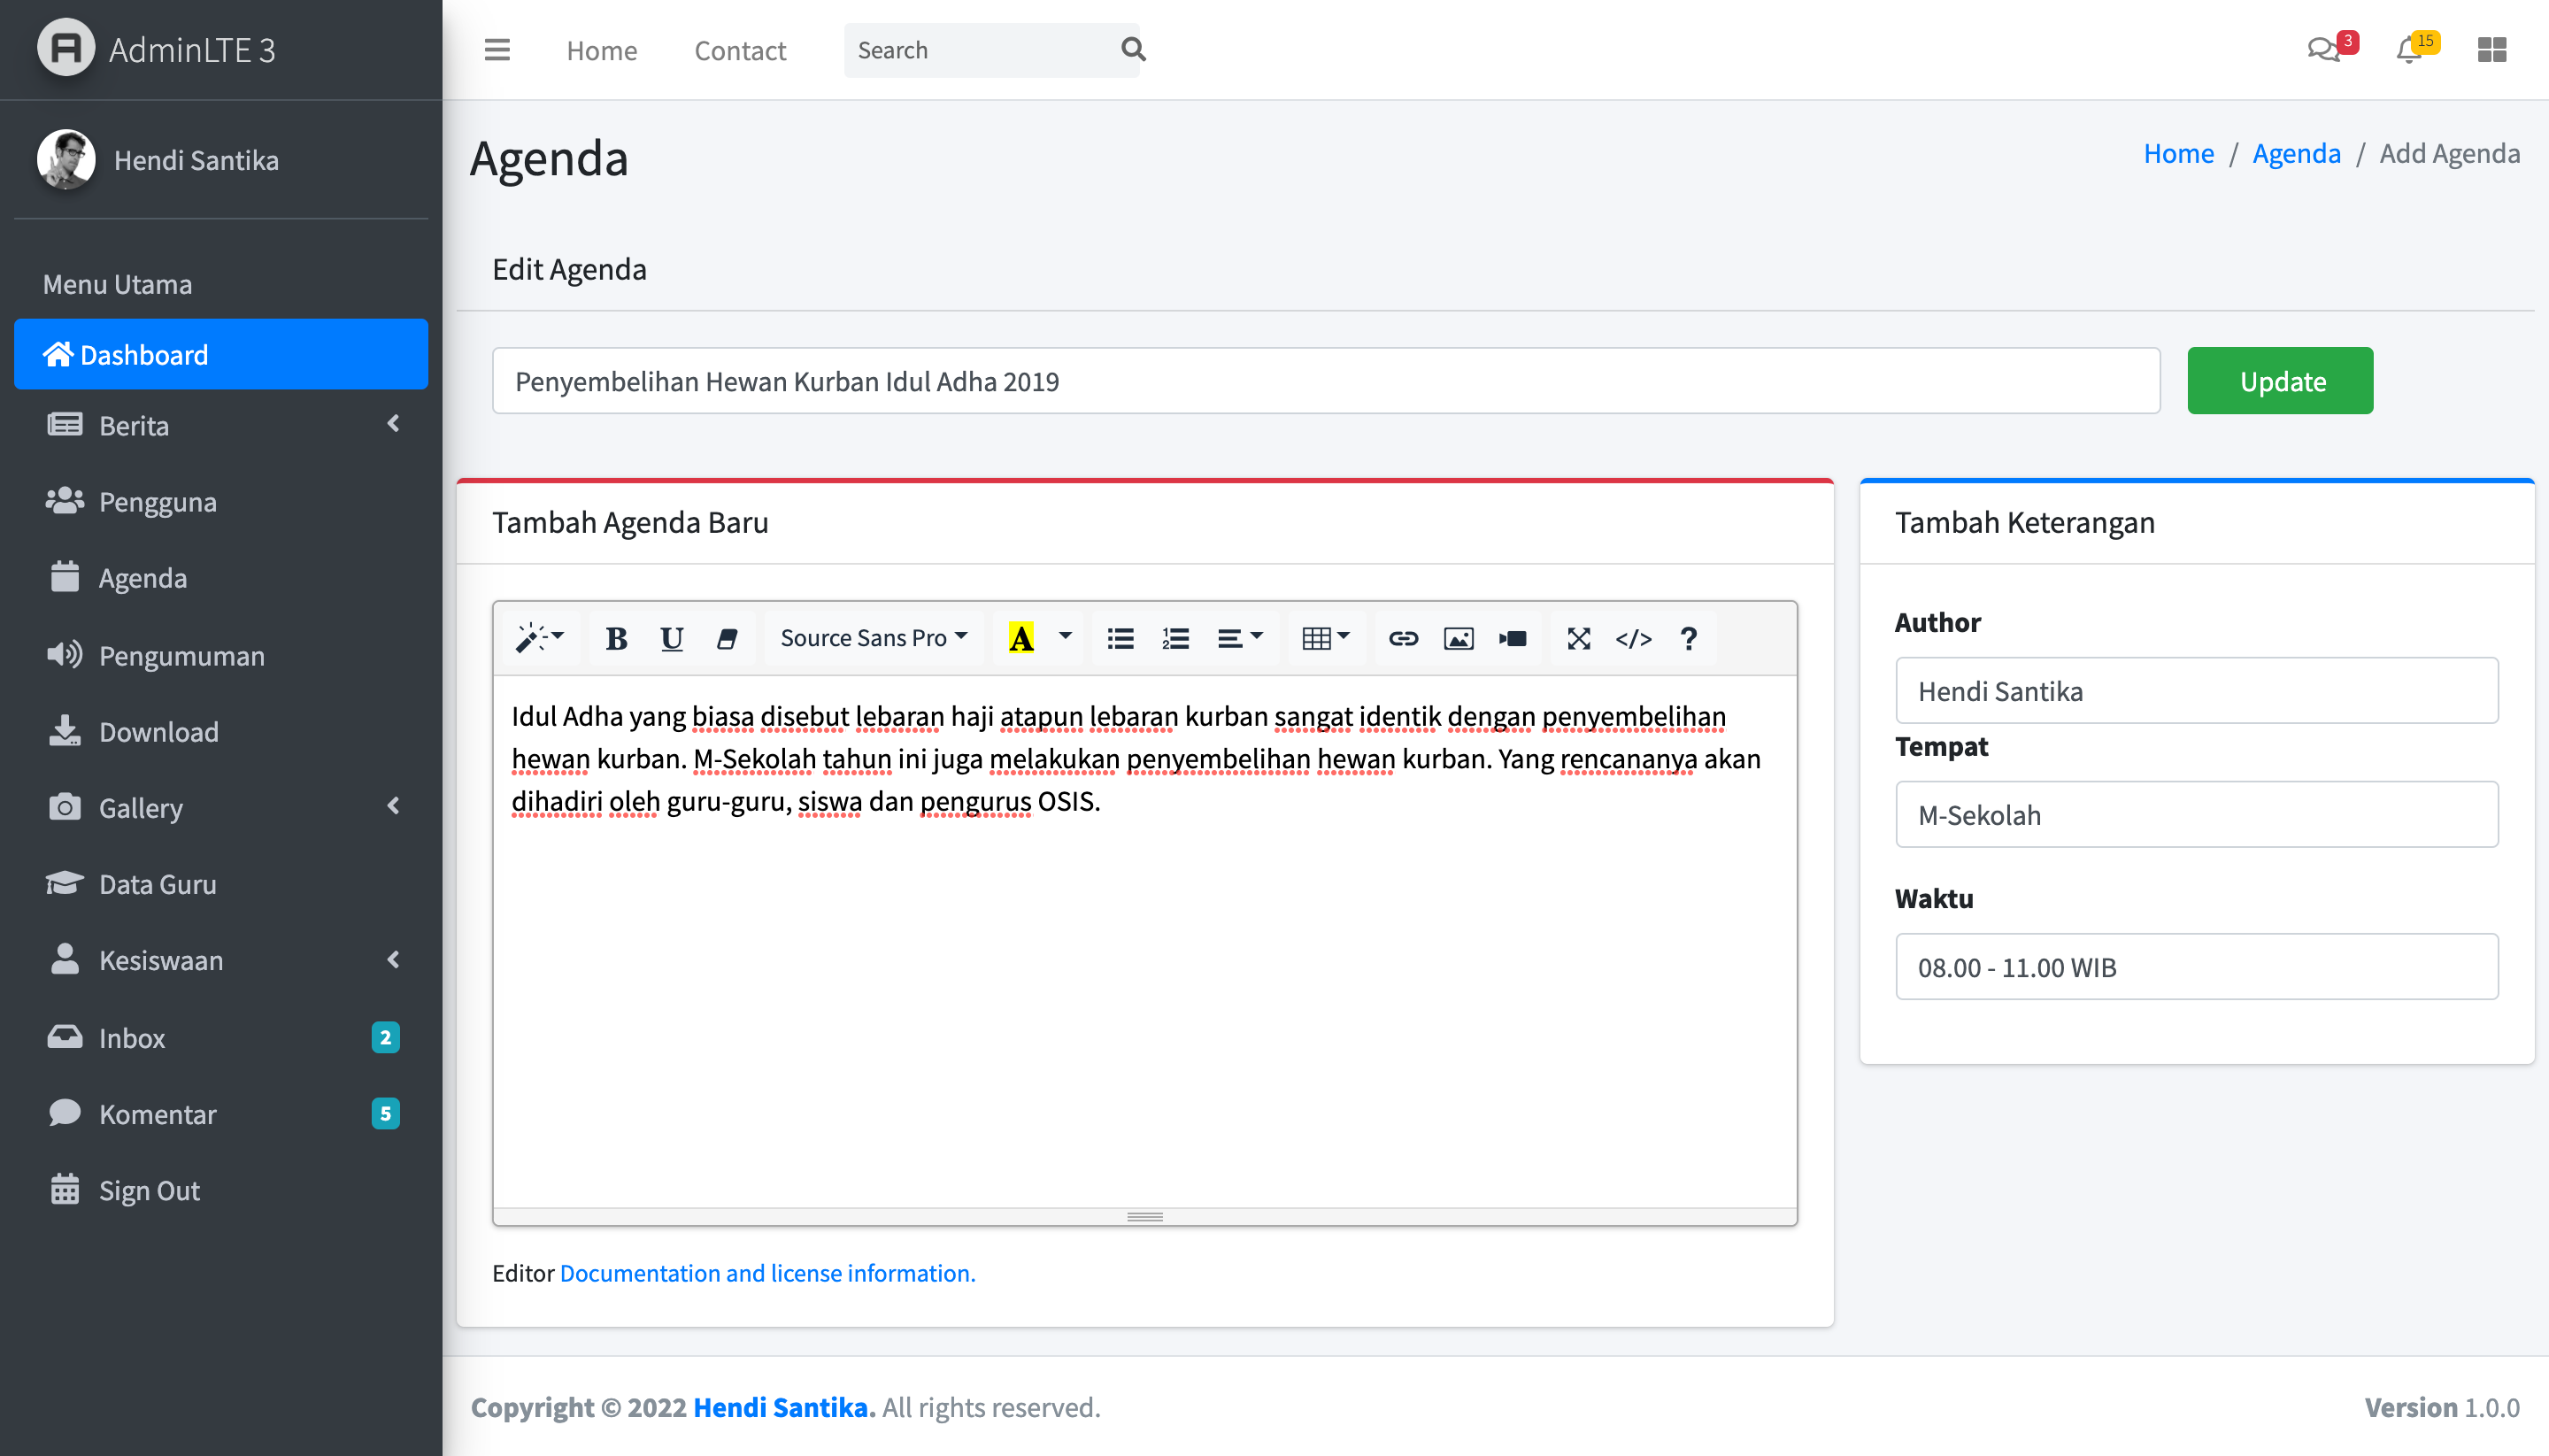 AdminLTE 3
Home
Contact
Search
3
15
Hendi Santika
Agenda
Home / Agenda / Add Agenda
Menu Utama
Dashboard
Berita
Pengguna
Agenda
Pengumuman
Download
Gallery
Data Guru
Kesiswaan
Inbox 2
Komentar 5
Sign Out
Edit Agenda
Penyembelihan Hewan Kurban Idul Adha 2019
Update
Tambah Agenda Baru
B U Source Sans Pro A </> ?
Idul Adha yang biasa disebut lebaran haji atapun lebaran kurban sangat identik dengan penyembelihan
hewan kurban. M-Sekolah tahun ini juga melakukan penyembelihan hewan kurban. Yang rencananya akan
dihadiri oleh guru-guru, siswa dan pengurus OSIS.
Editor Documentation and license information.
Tambah Keterangan
Author
Hendi Santika
Tempat
M-Sekolah
Waktu
08.00 - 11.00 WIB
Copyright © 2022 Hendi Santika. All rights reserved.
Version 1.0.0